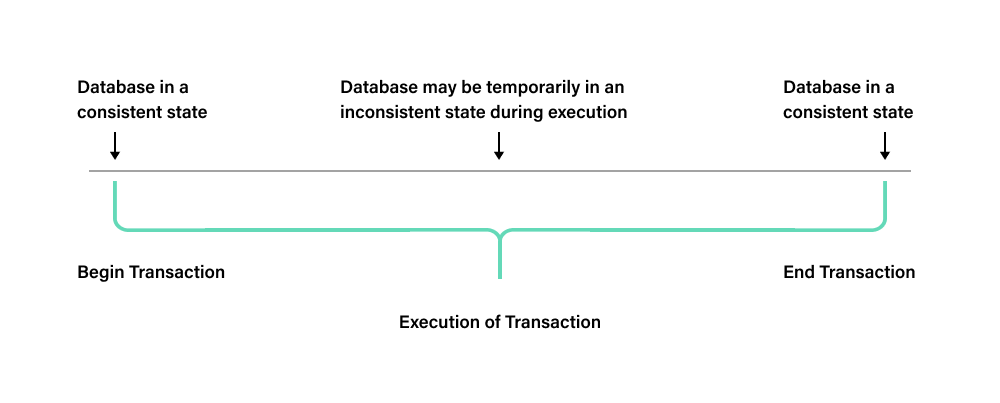 Database in a
consistent state
Database may be temporarily in an
inconsistent state during execution
Database in a
consistent state
Begin Transaction
End Transaction
Execution of Transaction